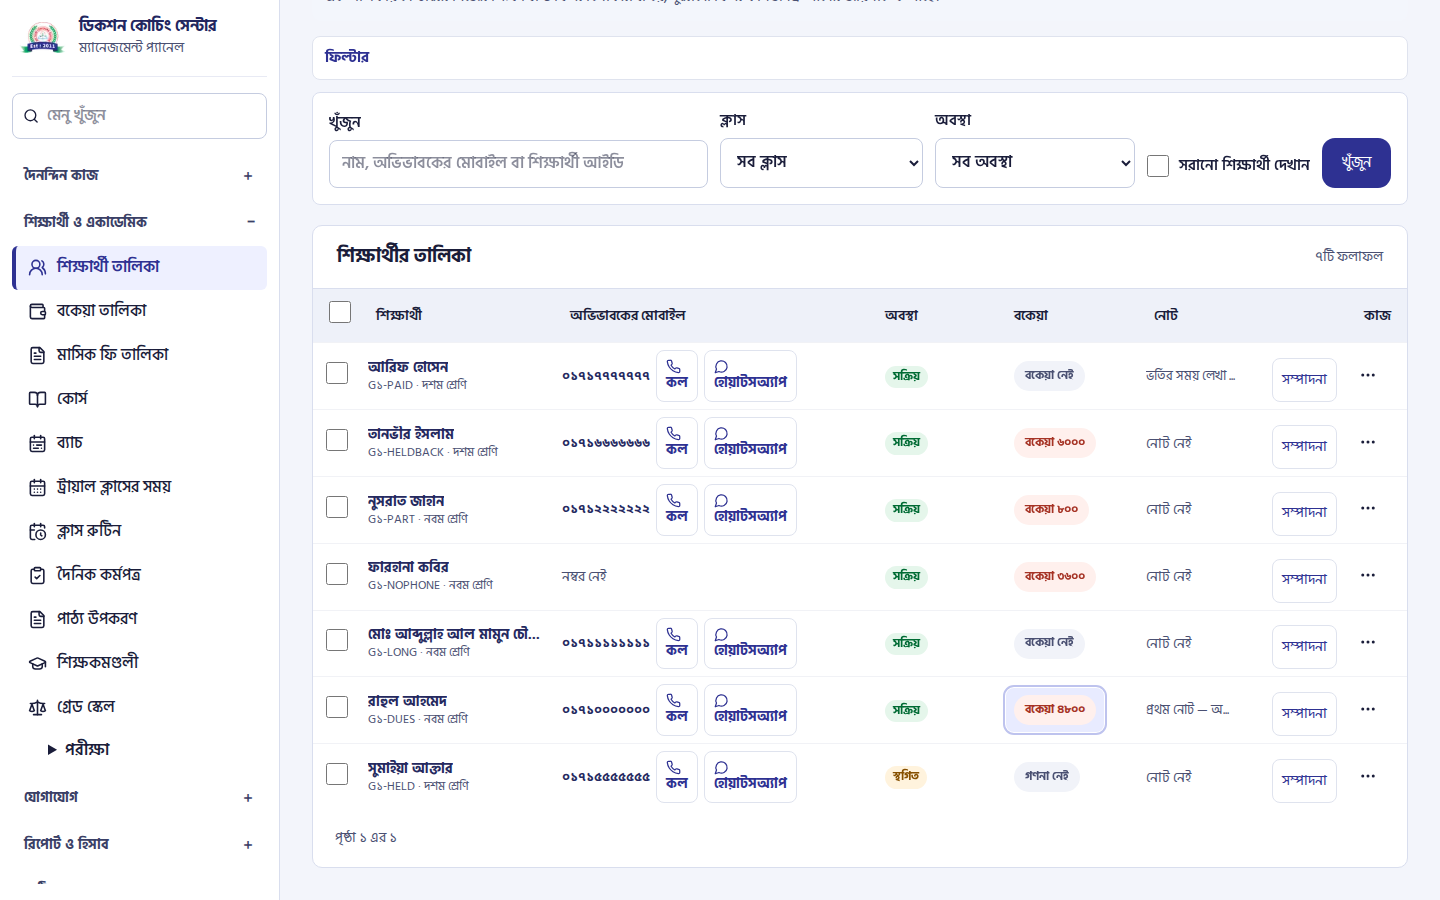 ডিকশন কোচিং সেন্টার
ম্যানেজমেন্ট প্যানেল
Est : 2011
মেনু খুঁজুন
দৈনন্দিন কাজ +
শিক্ষার্থী ও একাডেমিক −
শিক্ষার্থী তালিকা
বকেয়া তালিকা
মাসিক ফি তালিকা
কোর্স
ব্যাচ
ট্রায়াল ক্লাসের সময়
ক্লাস রুটিন
দৈনিক কর্মপত্র
পাঠ্য উপকরণ
শিক্ষকমণ্ডলী
গ্রেড স্কেল
▶ পরীক্ষা
যোগাযোগ +
রিপোর্ট ও হিসাব +
ফিল্টার
খুঁজুন
নাম, অভিভাবকের মোবাইল বা শিক্ষার্থী আইডি
ক্লাস
সব ক্লাস
অবস্থা
সব অবস্থা
সরানো শিক্ষার্থী দেখান
খুঁজুন
শিক্ষার্থীর তালিকা
৭টি ফলাফল
শিক্ষার্থী অভিভাবকের মোবাইল অবস্থা বকেয়া নোট কাজ
আরিফ হোসেন
G১-PAID · দশম শ্রেণি
০১৭১৭৭৭৭৭৭৭ কল হোয়াটসঅ্যাপ সক্রিয় বকেয়া নেই ভর্তির সময় লেখা ... সম্পাদনা ...
তানভীর ইসলাম
G১-HELDBACK · দশম শ্রেণি
০১৭১৬৬৬৬৬৬৬ কল হোয়াটসঅ্যাপ সক্রিয় বকেয়া ৬০০০ নোট নেই সম্পাদনা ...
নুসরাত জাহান
G১-PART · নবম শ্রেণি
০১৭১২২২২২২২ কল হোয়াটসঅ্যাপ সক্রিয় বকেয়া ৮০০ নোট নেই সম্পাদনা ...
ফারহানা কবির
G১-NOPHONE · নবম শ্রেণি
নম্বর নেই সক্রিয় বকেয়া ৩৬০০ নোট নেই সম্পাদনা ...
মোঃ আব্দুল্লাহ আল মামুন চৌ...
G১-LONG · নবম শ্রেণি
০১৭১১১১১১১১ কল হোয়াটসঅ্যাপ সক্রিয় বকেয়া নেই নোট নেই সম্পাদনা ...
রাহুল আহমেদ
G১-DUES · নবম শ্রেণি
০১৭১০০০০০০০ কল হোয়াটসঅ্যাপ সক্রিয় বকেয়া ৪৮০০ প্রথম নোট — অ... সম্পাদনা ...
সুমাইয়া আক্তার
G১-HELD · দশম শ্রেণি
০১৭১৫৫৫৫৫৫৫ কল হোয়াটসঅ্যাপ স্থগিত গণনা নেই নোট নেই সম্পাদনা ...
পৃষ্ঠা ১ এর ১